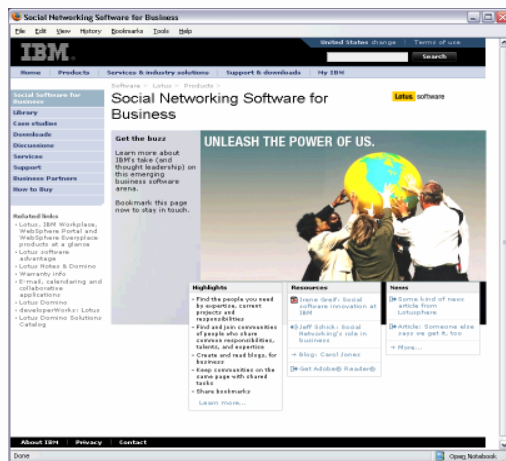 Social Networking Software for Business
File Edit View History Bookmarks Tools Help
United States change | Terms of use
IBM
Search
Home | Products | Services & industry solutions | Support & downloads | My IBM
Software > Lotus > Products >
Social Networking Software for
Business
Lotus. software
Social Software for
Business
Library
Case studies
Downloads
Discussions
Services
Support
Business Partners
How to Buy
Related links
Lotus, IBM Workplace,
WebSphere Portal and
WebSphere Everyplace
products at a glance
Lotus software
advantage
Lotus Notes & Domino
Warranty info
E-mail, calendaring and
collaborative
applications
Lotus Domino
developerWorks: Lotus
Lotus Domino Solutions
Catalog
Get the buzz
Learn more about
IBM's take (and
thought leadership) on
this emerging
business software
arena.
Bookmark this page
now to stay in touch.
UNLEASH THE POWER OF US.
Highlights
Find the people you need
by expertise, current
projects and
responsibilities
Find and join communities
of people who share
common responsibilities,
talents, and expertise
Create and read blogs, for
business
Keep communities on the
same page with shared
tasks
Share bookmarks
Learn more...
Resources
Irene Greif: Social
software innovation at
IBM
Jeff Schick: Social
Networking's role in
business
Blog: Carol Jones
Get Adobe® Reader®
News
Some kind of news
article from
Lotusphere
Article: Someone else
says we get it, too
More...
About IBM | Privacy | Contact
Done
Open Notebook